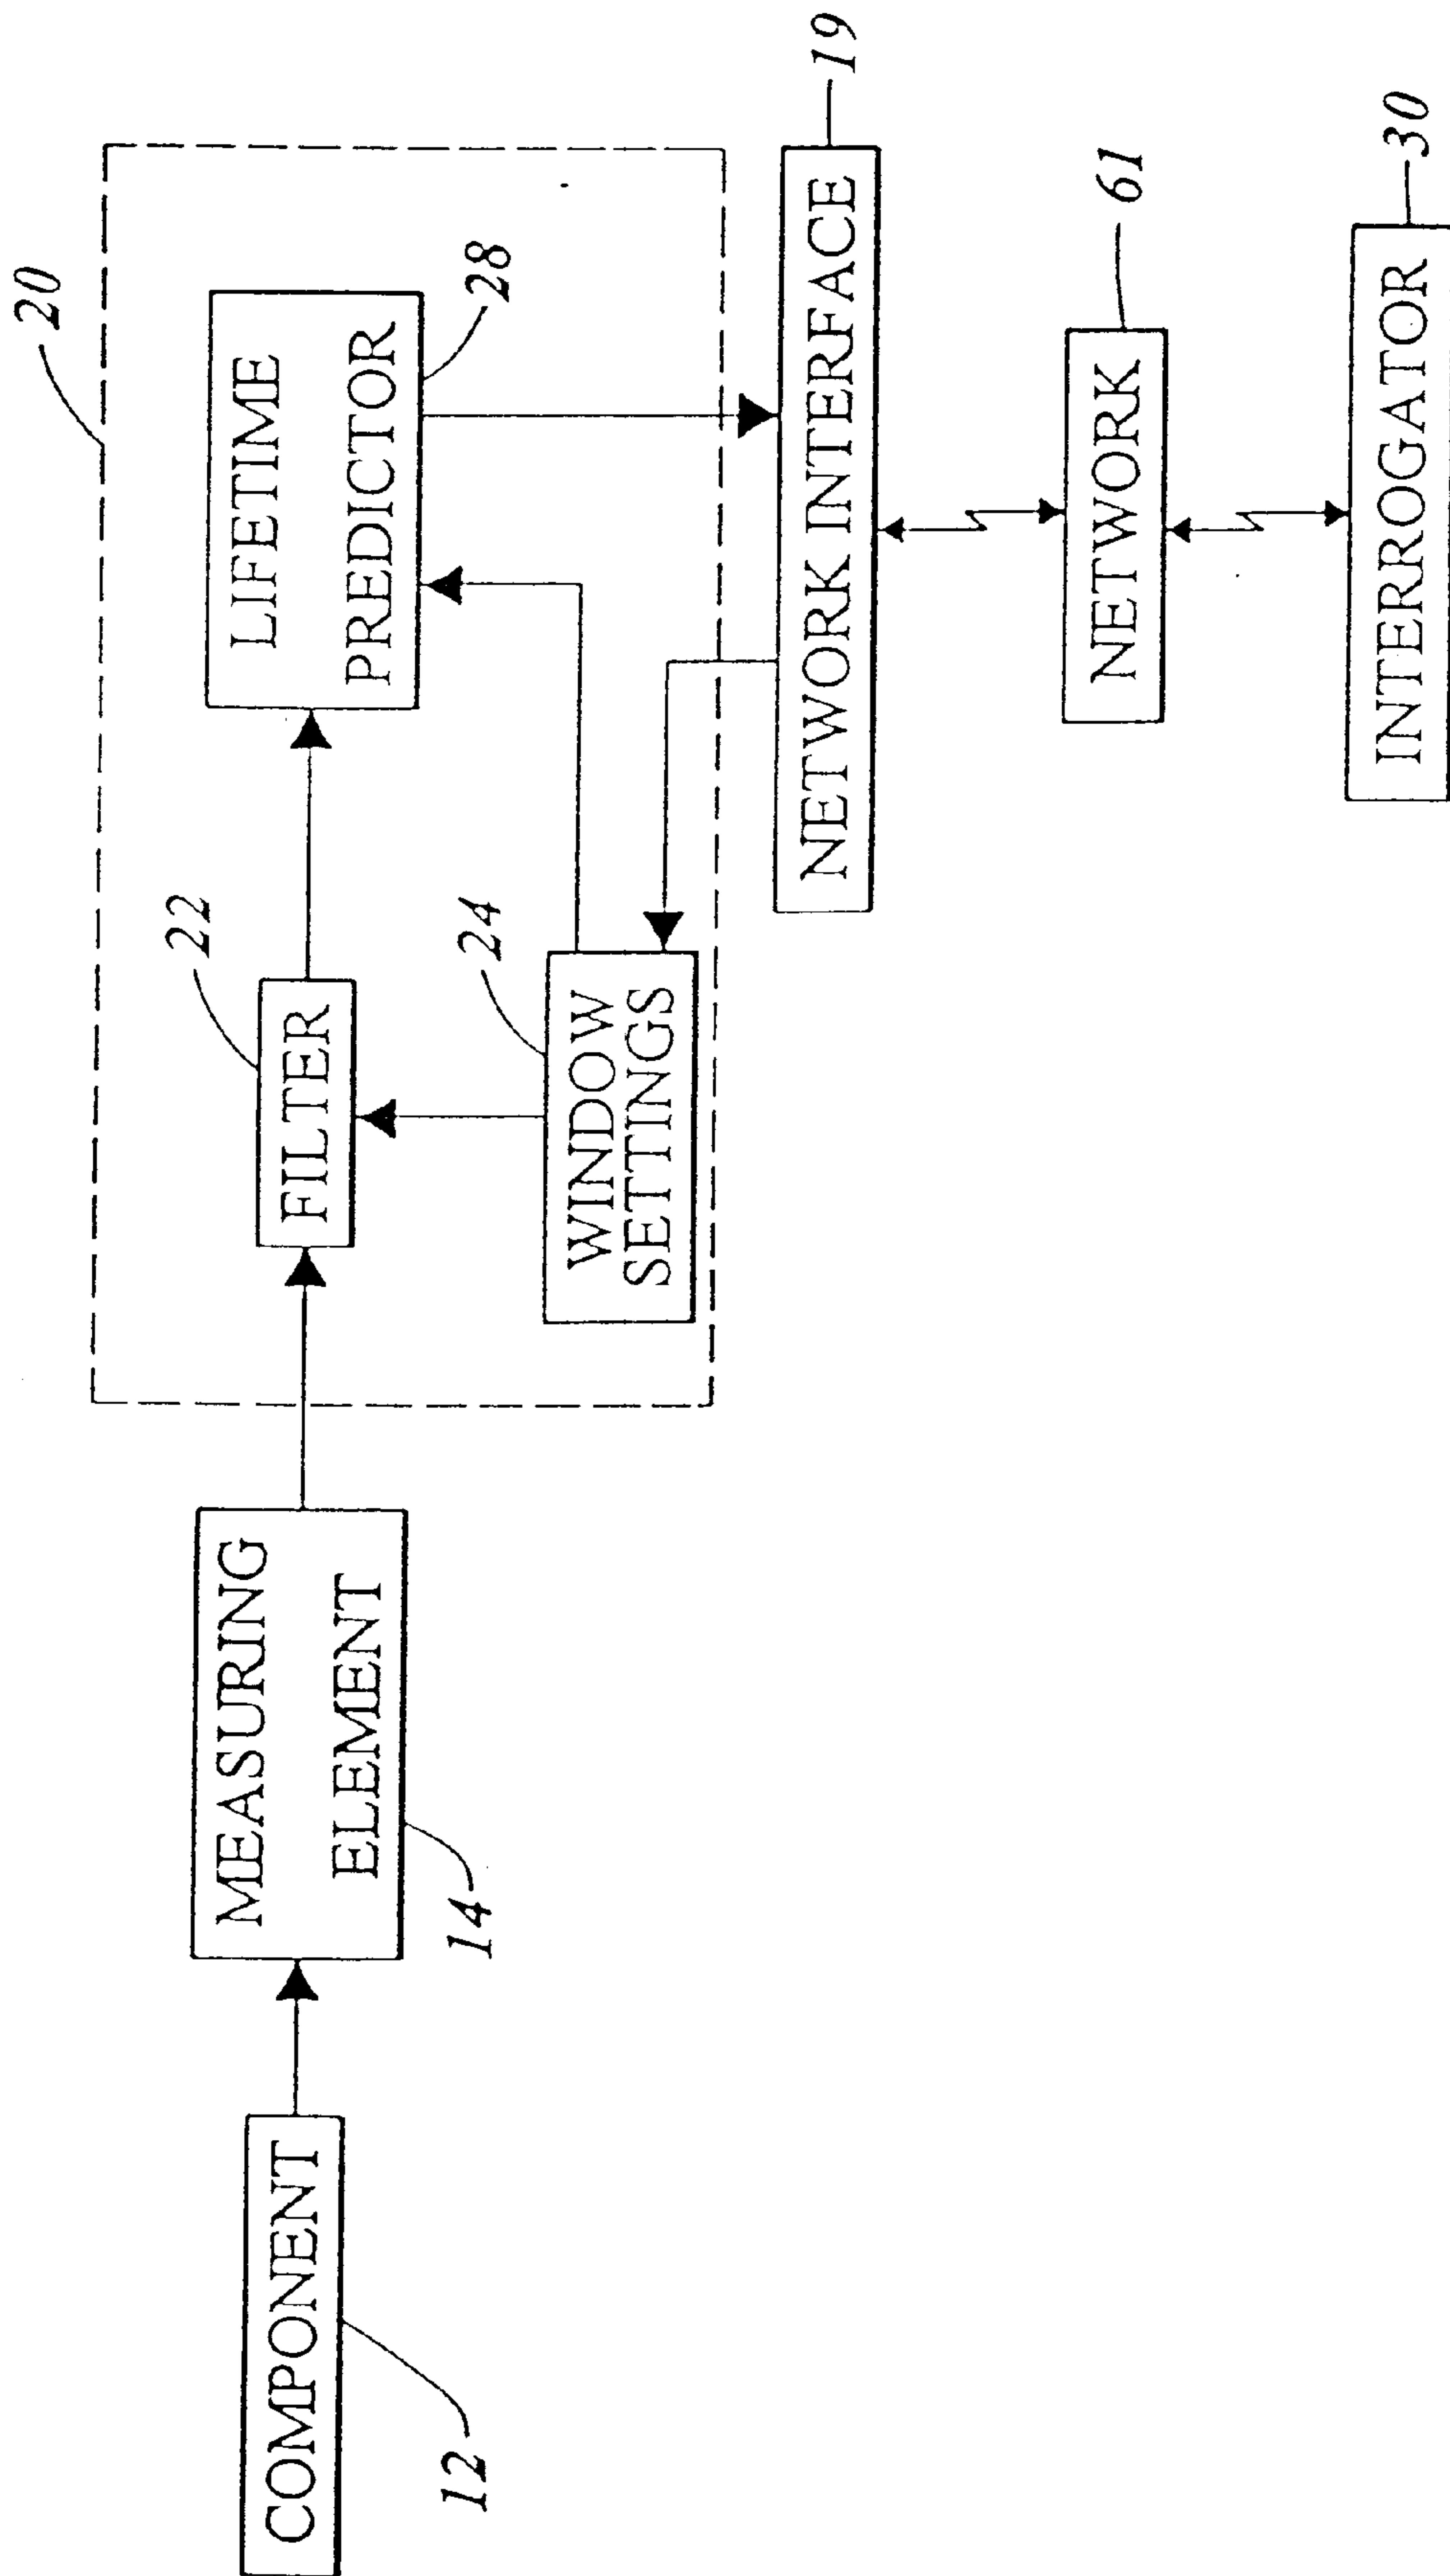 20
22
FILTER
LIFETIME
PREDICTOR
28
24
WINDOW
SETTINGS
COMPONENT
12
MEASURING
ELEMENT
14
NETWORK INTERFACE
19
NETWORK
61
INTERROGATOR
30